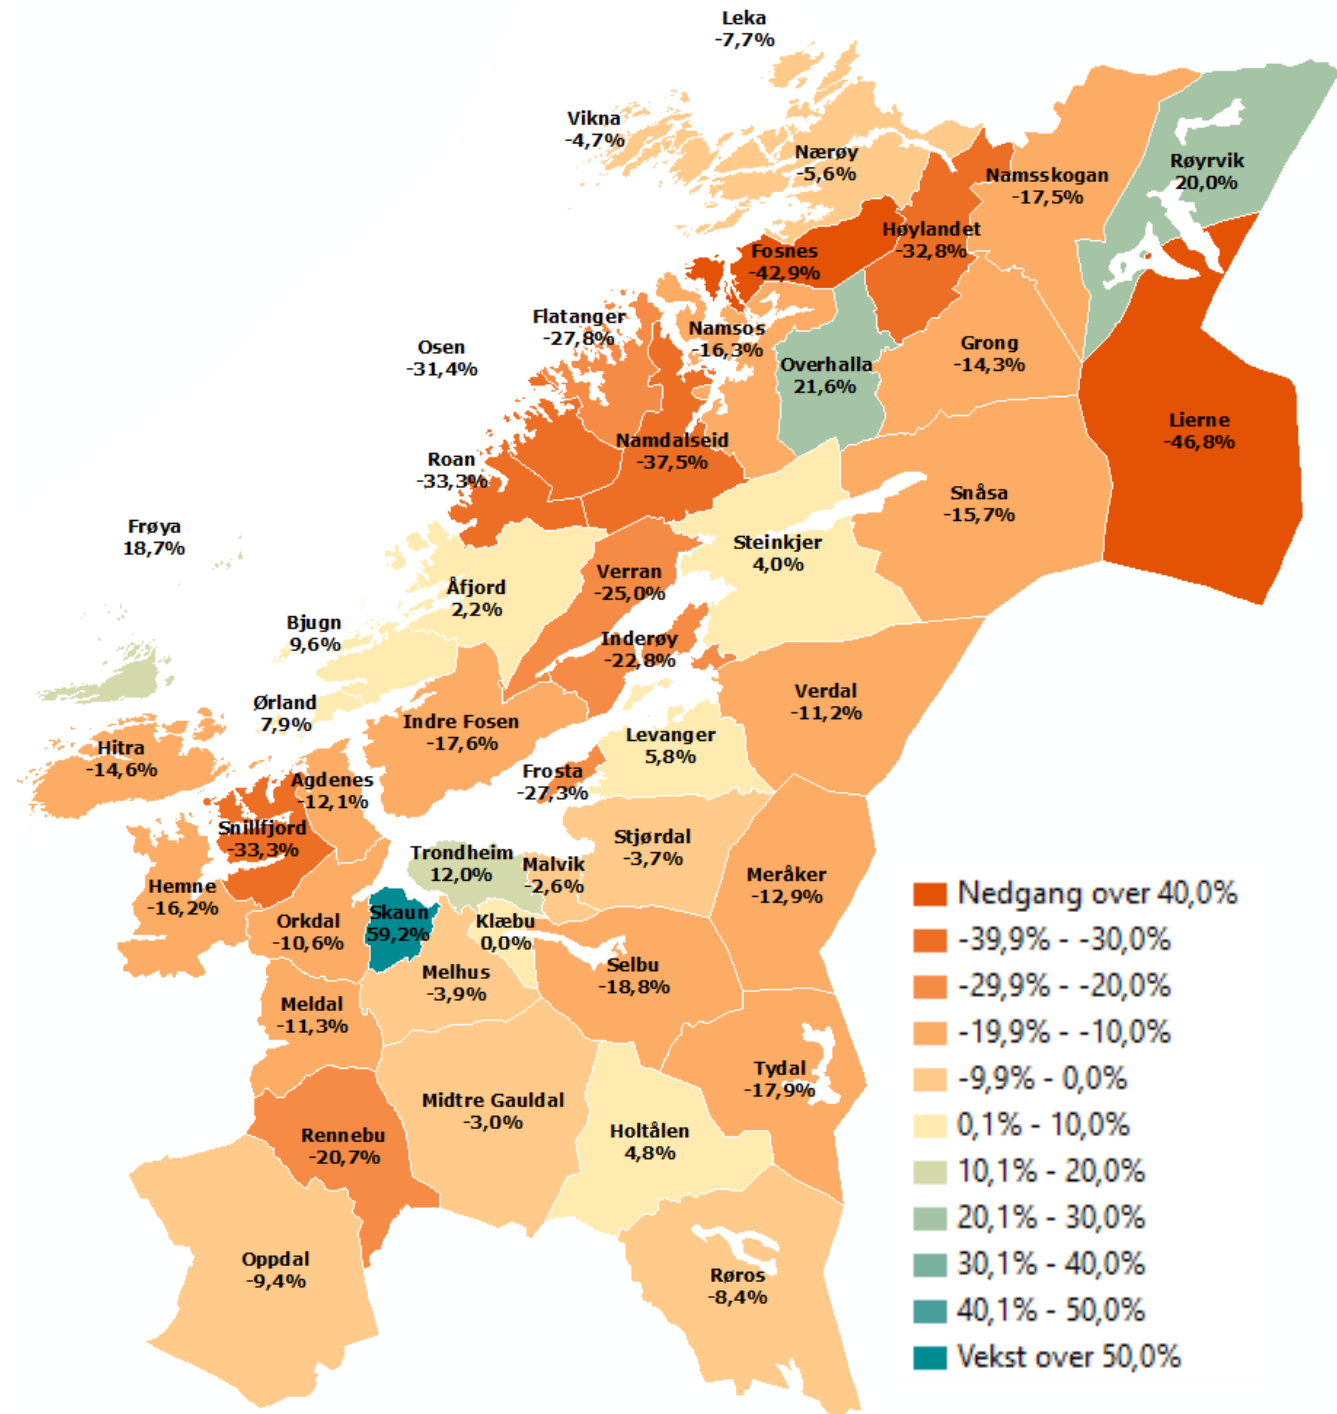 Leka
-7,7%
Vikna
-4,7%
Nærøy
-5,6%
Namsskogan
-17,5%
Røyrvik
20,0%
Høylandet
-32,8%
Fosnes
-42,9%
Flatanger
-27,8%
Namsos
-16,3%
Osen
-31,4%
Grong
-14,3%
Overhalla
21,6%
Lierne
-46,8%
Namdalseid
-37,5%
Roan
-33,3%
Snåsa
-15,7%
Frøya
18,7%
Steinkjer
4,0%
Verran
-25,0%
Åfjord
2,2%
Bjugn
9,6%
Inderøy
-22,8%
Verdal
-11,2%
Ørland
7,9%
Indre Fosen
-17,6%
Levanger
5,8%
Hitra
-14,6%
Agdenes
-12,1%
Frosta
-27,3%
Snillfjord
-33,3%
Stjørdal
-3,7%
Trondheim
12,0%
Malvik
-2,6%
Meråker
-12,9%
Hemne
-16,2%
Skaun
59,2%
Orkdal
-10,6%
Klæbu
0,0%
Selbu
-18,8%
Melhus
-3,9%
Meldal
-11,3%
Tydal
-17,9%
Midtre Gauldal
-3,0%
Holtålen
4,8%
Rennebu
-20,7%
Oppdal
-9,4%
Røros
-8,4%
Nedgang over 40,0%
-39,9% - -30,0%
-29,9% - -20,0%
-19,9% - -10,0%
-9,9% - 0,0%
0,1% - 10,0%
10,1% - 20,0%
20,1% - 30,0%
30,1% - 40,0%
40,1% - 50,0%
Vekst over 50,0%